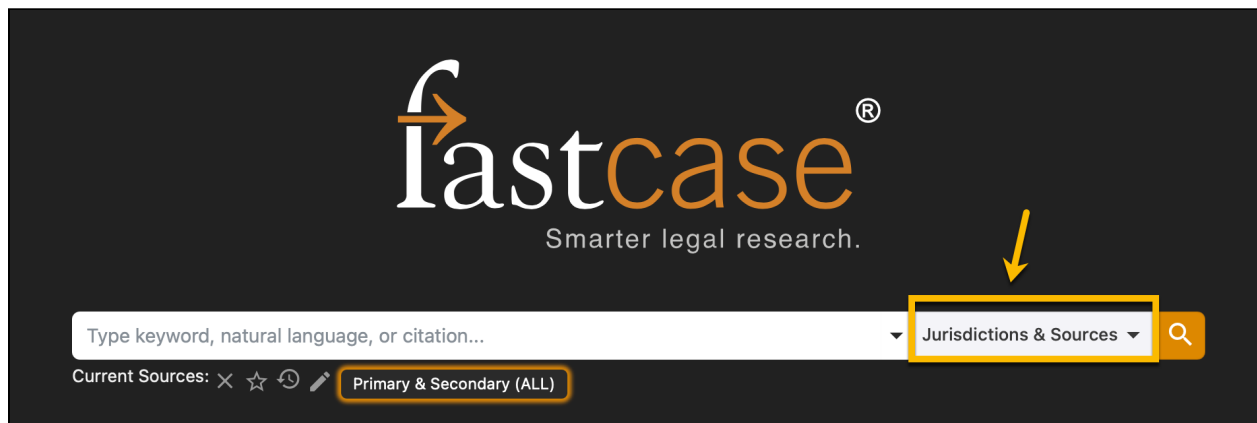 fastcase®
Smarter legal research.
Type keyword, natural language, or citation... Jurisdictions & Sources
Current Sources: Primary & Secondary (ALL)